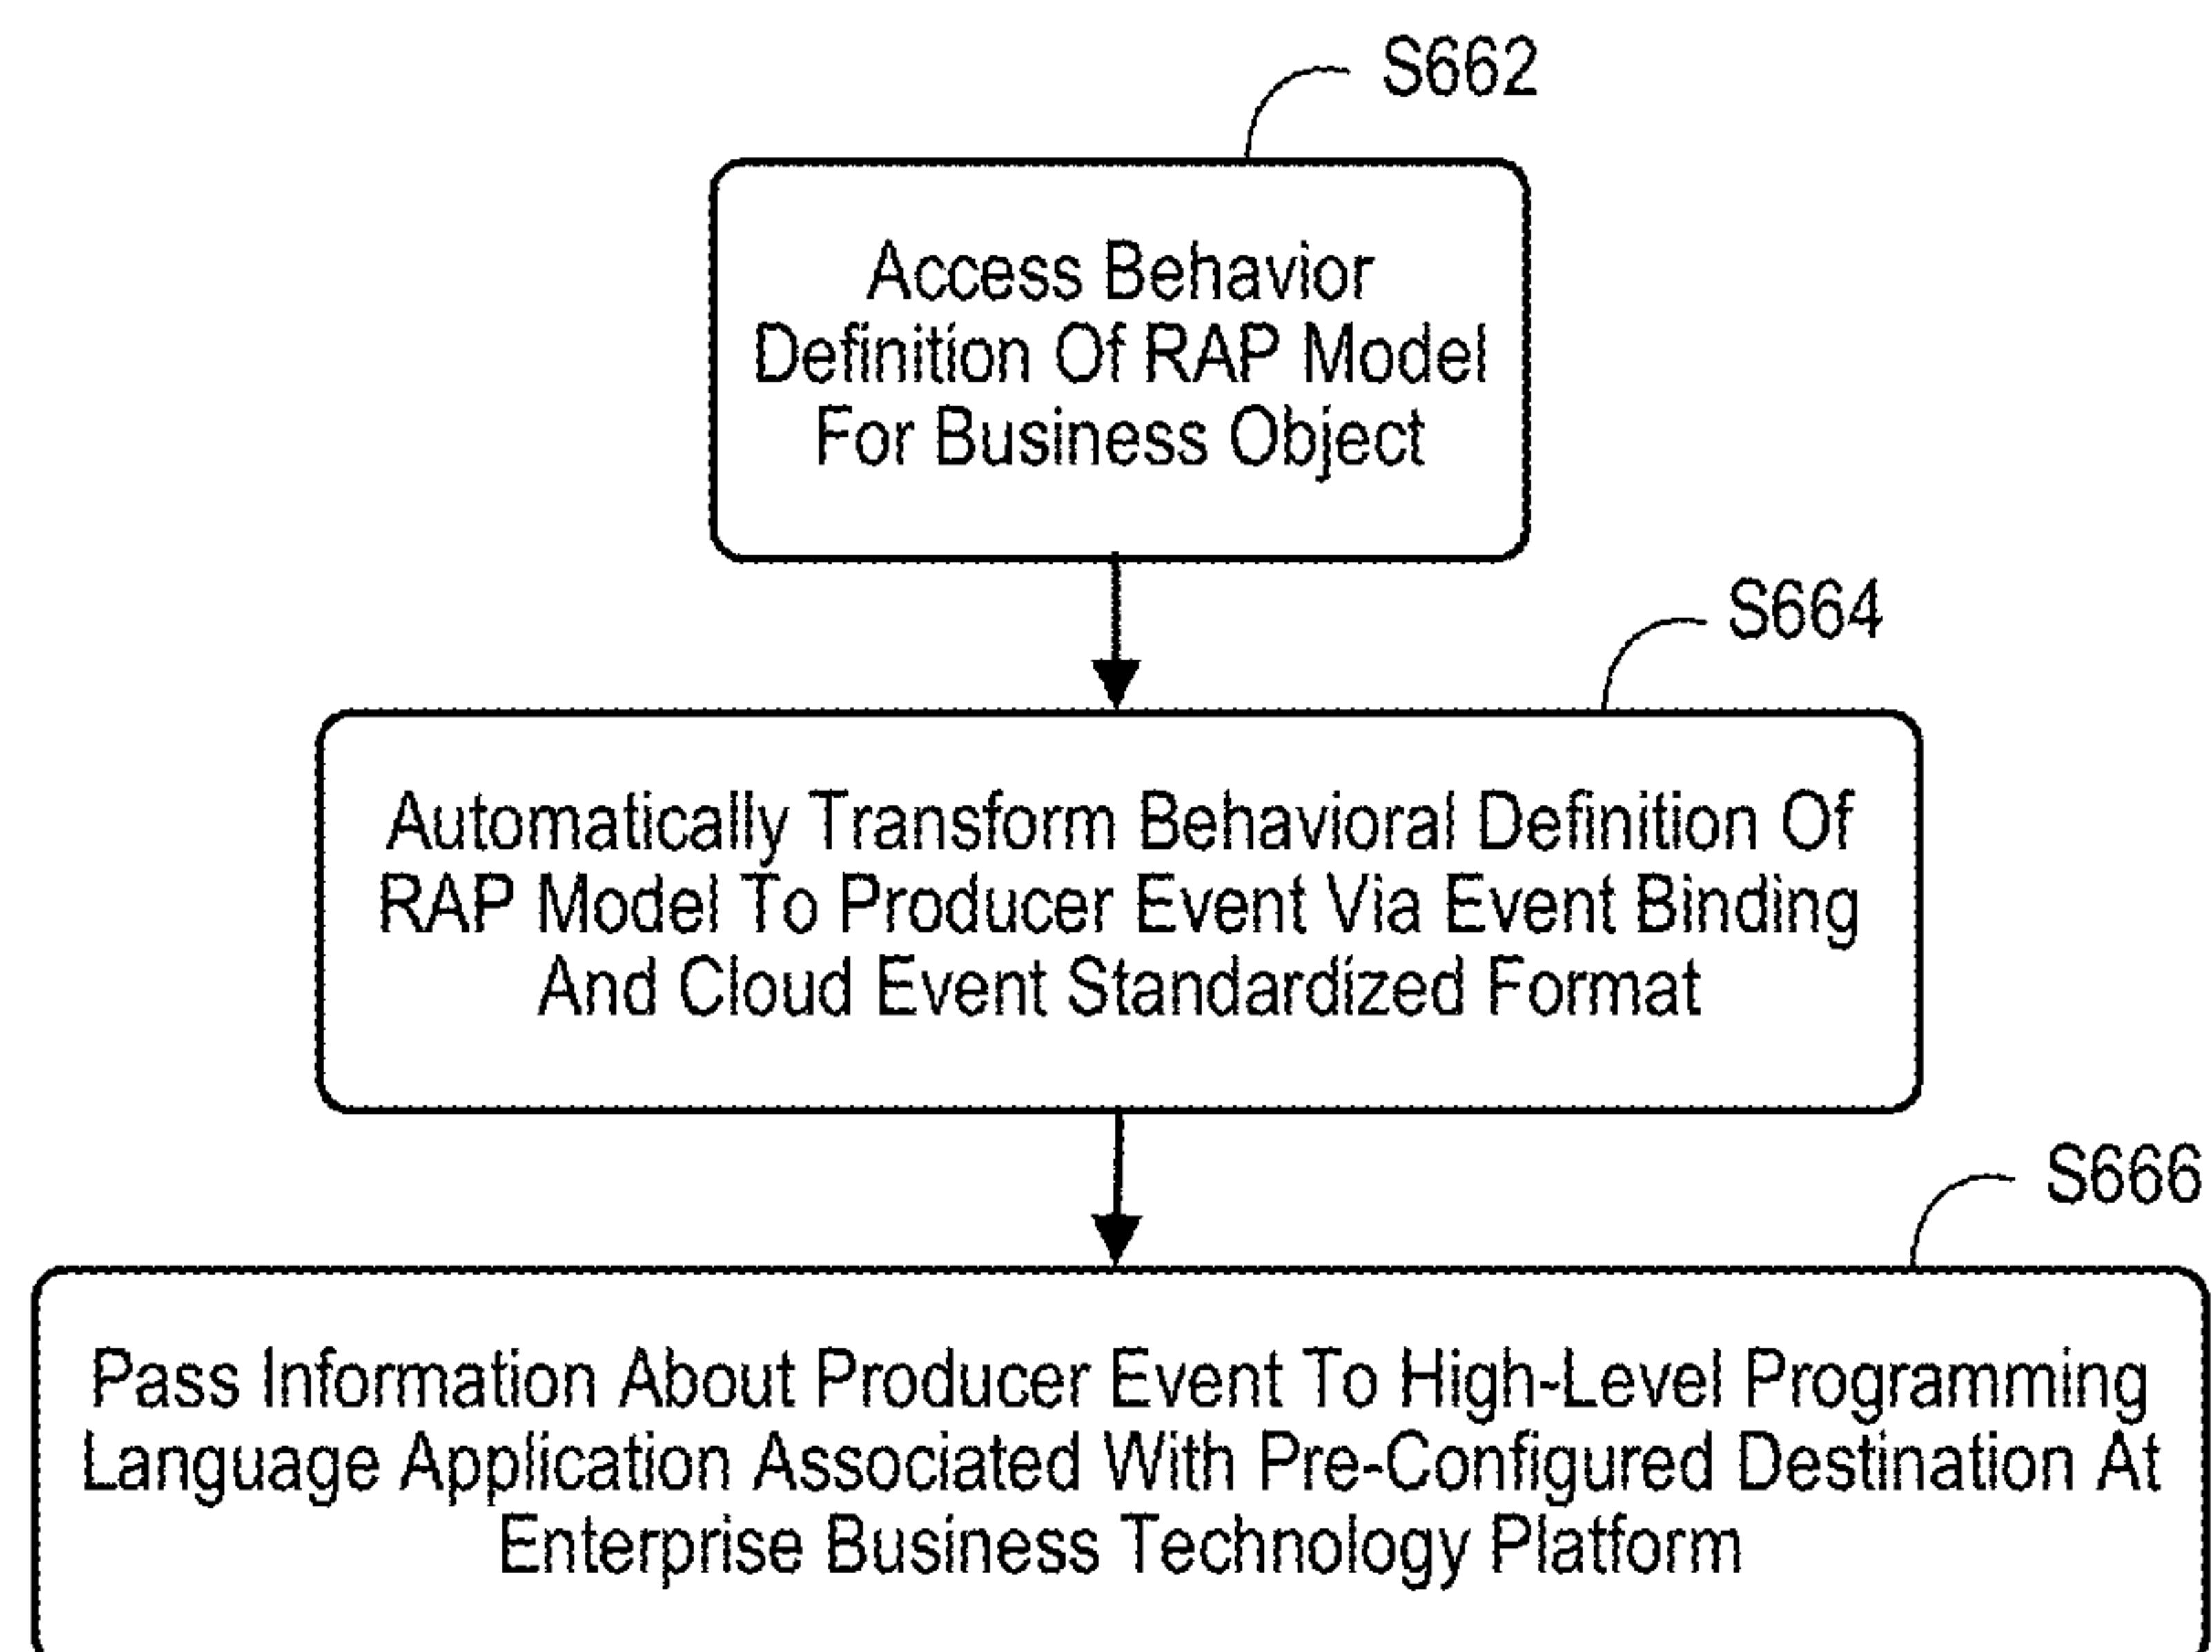 S662
Access Behavior
Definition Of RAP Model
For Business Object
S664
Automatically Transform Behavioral Definition Of
RAP Model To Producer Event Via Event Binding
And Cloud Event Standardized Format
S666
Pass Information About Producer Event To High-Level Programming
Language Application Associated With Pre-Configured Destination At
Enterprise Business Technology Platform